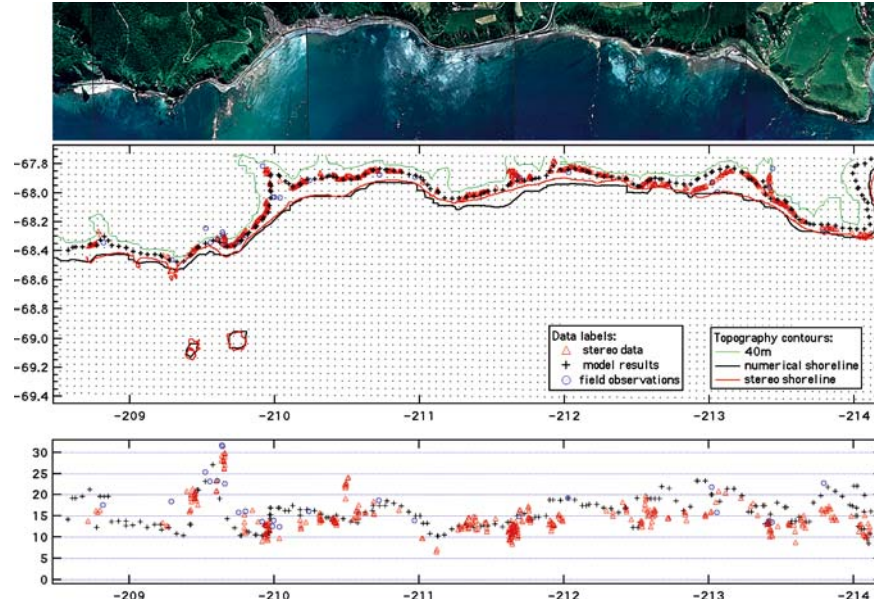 -67.8
-68.0
-68.2
-68.4
-68.6
-68.8
-69.0
-69.2
-69.4
Data labels:
stereo data
model results
field observations
Topography contours:
40m
numerical shoreline
stereo shoreline
-209 -210 -211 -212 -213 -214
30
25
20
15
10
5
0
-209 -210 -211 -212 -213 -214